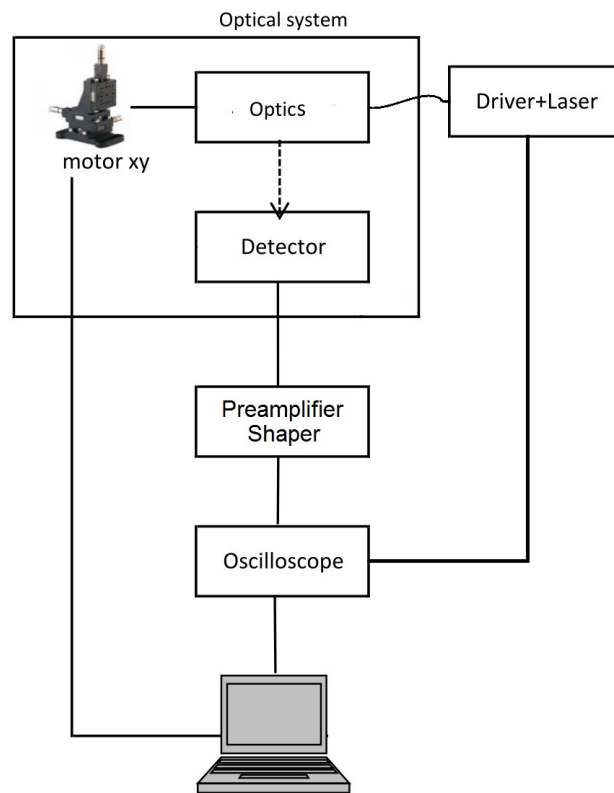 Optical system
Optics
Driver+Laser
motor xy
Detector
Preamplifier
Shaper
Oscilloscope